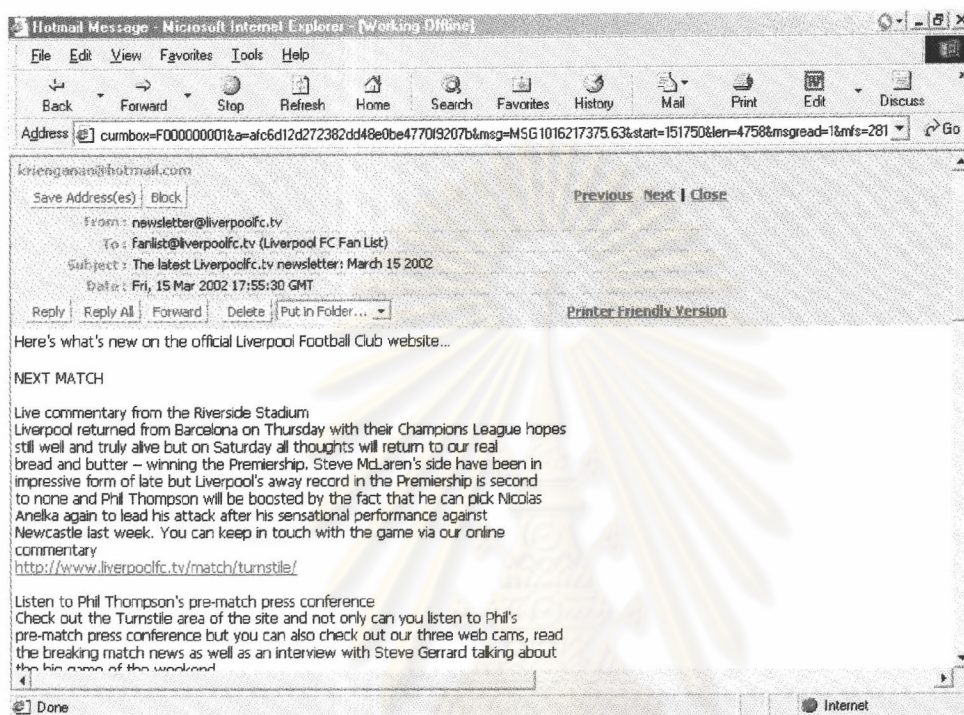 Hotmail Message - Microsoft Internet Explorer - [Working Offline]
File Edit View Favorites Tools Help
Back Forward Stop Refresh Home Search Favorites History Mail Print Edit Discuss
Address curmbox=F000000001&a=afc6d12d272382dd48e0be4770f9207b&msg=MSG1016217375.63&start=151750&len=4758&msgread=1&mfs=281 Go
krienganan@hotmail.com
Save Address(es) Block Previous Next | Close
From : newsletter@liverpoolfc.tv
To : fanlist@liverpoolfc.tv (Liverpool FC Fan List)
Subject : The latest Liverpoolfc.tv newsletter: March 15 2002
Date : Fri, 15 Mar 2002 17:55:30 GMT
Reply Reply All Forward Delete Put in Folder... Printer Friendly Version
Here's what's new on the official Liverpool Football Club website...
NEXT MATCH
Live commentary from the Riverside Stadium
Liverpool returned from Barcelona on Thursday with their Champions League hopes
still well and truly alive but on Saturday all thoughts will return to our real
bread and butter – winning the Premiership. Steve McLaren's side have been in
impressive form of late but Liverpool's away record in the Premiership is second
to none and Phil Thompson will be boosted by the fact that he can pick Nicolas
Anelka again to lead his attack after his sensational performance against
Newcastle last week. You can keep in touch with the game via our online
commentary
http://www.liverpoolfc.tv/match/turnstile/
Listen to Phil Thompson's pre-match press conference
Check out the Turnstile area of the site and not only can you listen to Phil's
pre-match press conference but you can also check out our three web cams, read
the breaking match news as well as an interview with Steve Gerrard talking about
the big game of the weekend
Done Internet